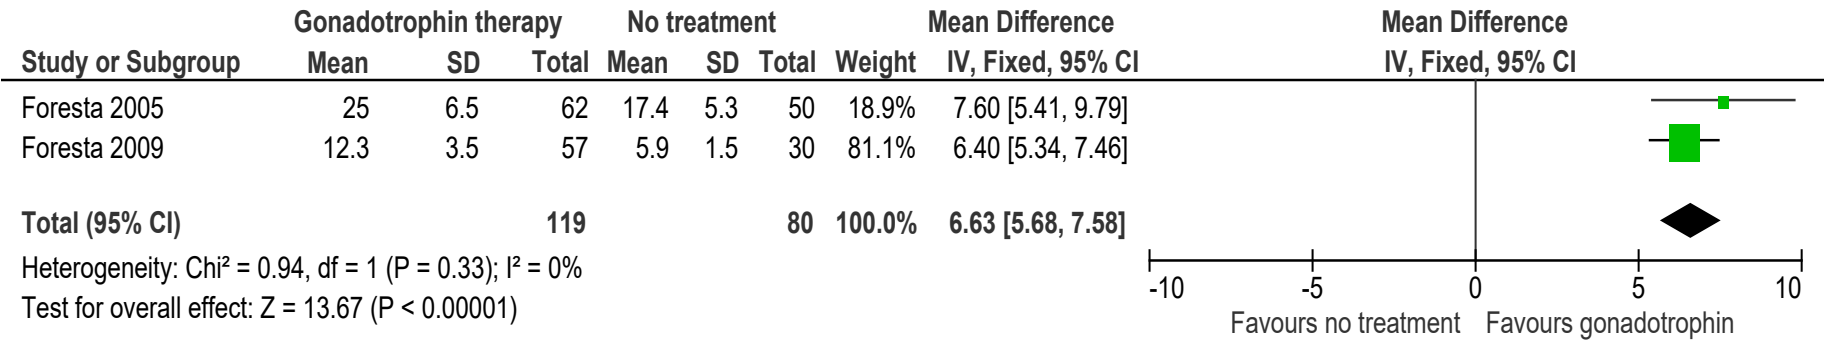 Gonadotrophin therapy No treatment Mean Difference Mean Difference
Study or Subgroup Mean SD Total Mean SD Total Weight IV, Fixed, 95% CI IV, Fixed, 95% CI
Foresta 2005 25 6.5 62 17.4 5.3 50 18.9% 7.60 [5.41, 9.79]
Foresta 2009 12.3 3.5 57 5.9 1.5 30 81.1% 6.40 [5.34, 7.46]
Total (95% CI) 119 80 100.0% 6.63 [5.68, 7.58]
Heterogeneity: Chi² = 0.94, df = 1 (P = 0.33); I² = 0%
Test for overall effect: Z = 13.67 (P < 0.00001)
-10 -5 0 5 10
Favours no treatment Favours gonadotrophin